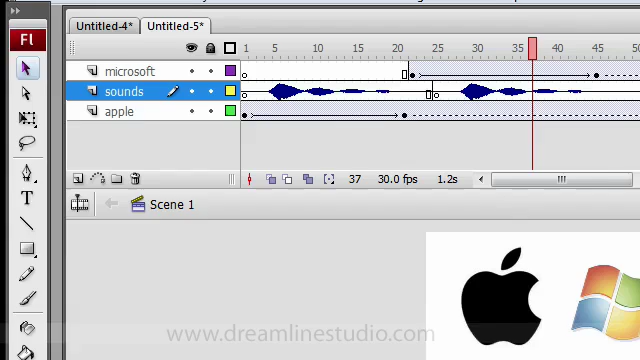 Untitled-4* Untitled-5*
Fl
1 5 10 15 20 25 30 35 40 45 50
microsoft
sounds
apple
37 30.0 fps 1.2s
Scene 1
T
www.dreamlinestudio.com